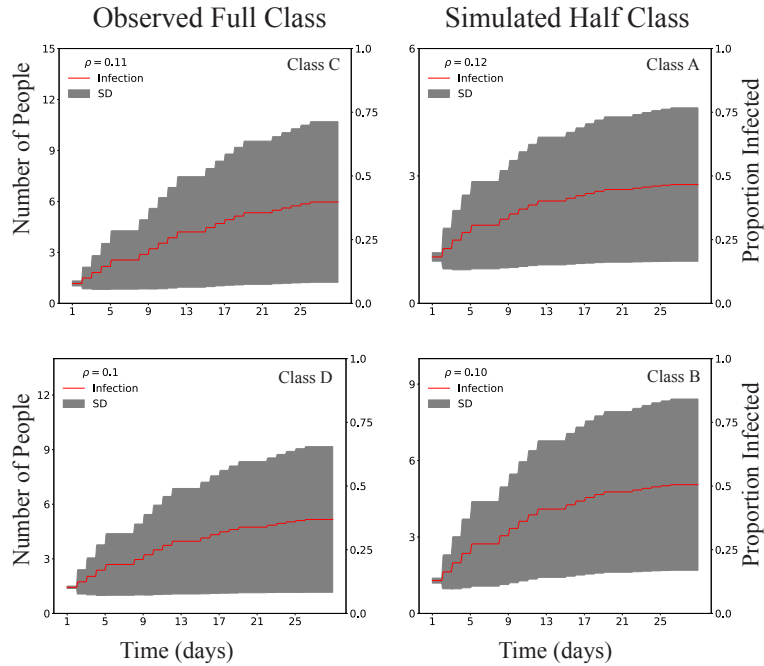 Observed Full Class
Simulated Half Class
ρ=0.11
Infection
SD
Class C
15
12
9
6
3
0
1.0
0.75
0.5
0.25
0.0
1 5 9 13 17 21 25
Number of People
ρ=0.12
Infection
SD
Class A
6
3
0
1.0
0.75
0.50
0.25
0.0
1 5 9 13 17 21 25
Proportion Infected
ρ=0.1
Infection
SD
Class D
12
9
6
3
0
1.0
0.75
0.5
0.25
0.0
1 5 9 13 17 21 25
Number of People
Time (days)
ρ=0.10
Infection
SD
Class B
9
6
3
0
1.0
0.75
0.5
0.25
0.0
1 5 9 13 17 21 25
Proportion Infected
Time (days)